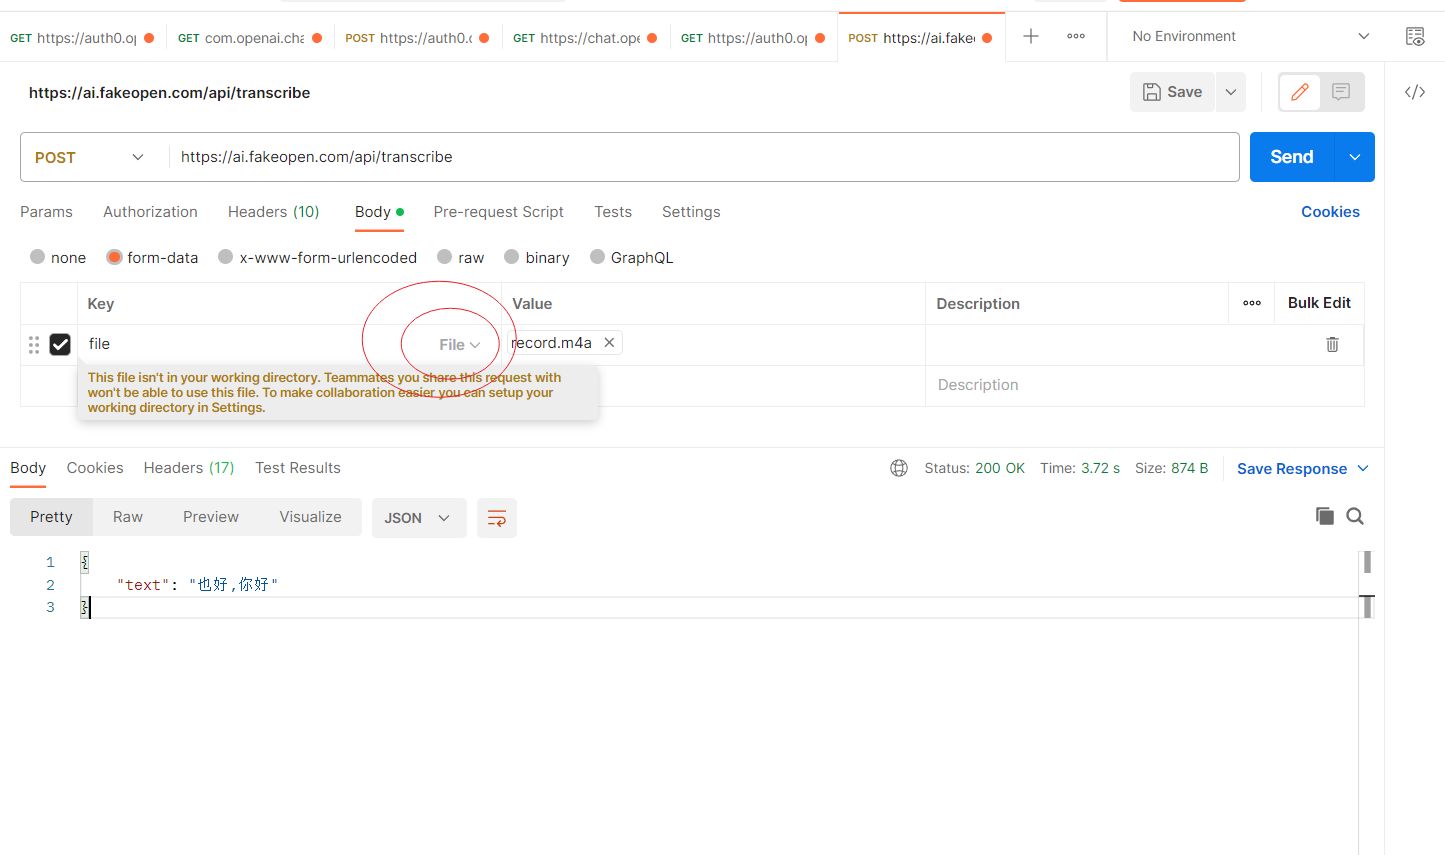 GET https://auth0.op GET com.openai.cha POST https://auth0.o GET https://chat.ope GET https://auth0.op POST https://ai.fake No Environment
https://ai.fakeopen.com/api/transcribe Save
POST https://ai.fakeopen.com/api/transcribe Send
Params Authorization Headers (10) Body Pre-request Script Tests Settings Cookies
none form-data x-www-form-urlencoded raw binary GraphQL
Key Value Description Bulk Edit
file File record.m4a
This file isn't in your working directory. Teammates you share this request with
won't be able to use this file. To make collaboration easier you can setup your
working directory in Settings.
Description
Body Cookies Headers (17) Test Results Status: 200 OK Time: 3.72 s Size: 874 B Save Response
Pretty Raw Preview Visualize JSON
1 {
2 "text": "也好,你好"
3 }